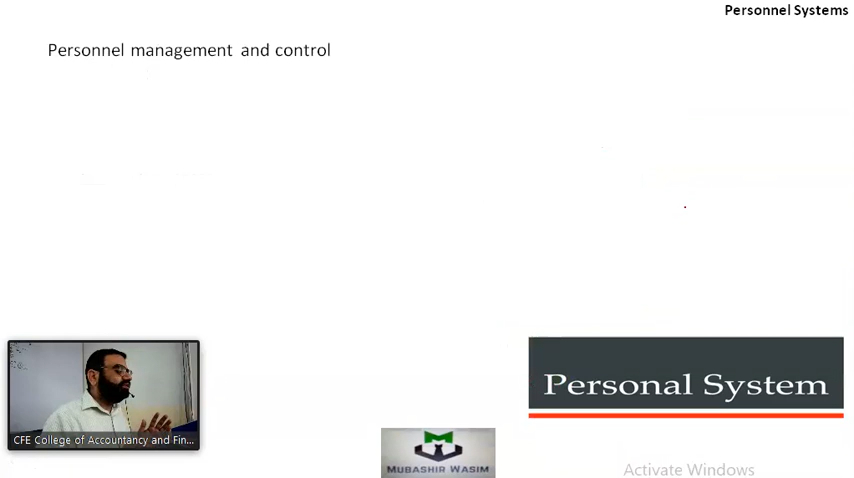 Personnel Systems
Personnel management and control
Personal System
CFE College of Accountancy and Fin...
MUBASHIR WASIM
Activate Windows